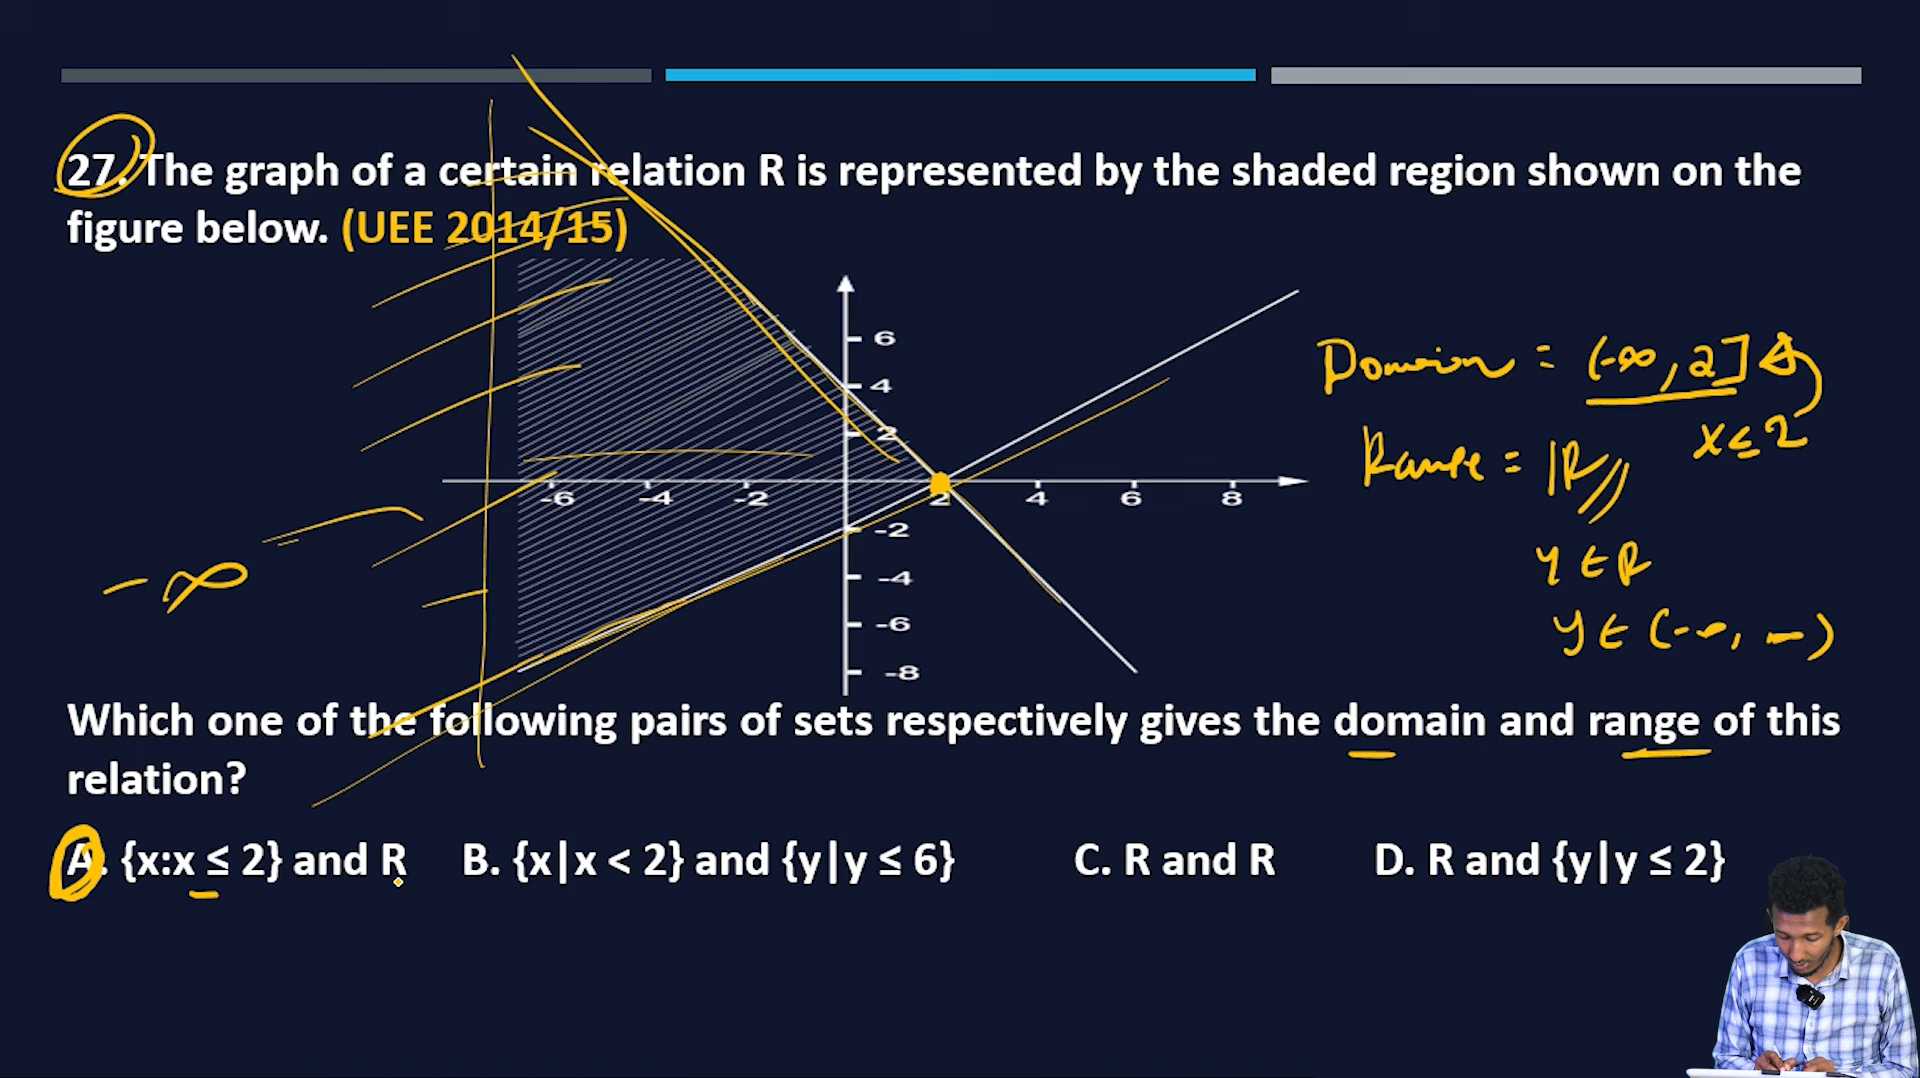 27. The graph of a certain relation R is represented by the shaded region shown on the
figure below. (UEE 2014/15)
6
4
2
-6 -4 -2 2 4 6 8
-2
-4
-6
-8
Domain = (-∞, 2]
x ≤ 2
Range = ℝ
y ∈ R
y ∈ (-∞, ∞)
-∞
Which one of the following pairs of sets respectively gives the domain and range of this
relation?
A. {x:x ≤ 2} and R B. {x|x < 2} and {y|y ≤ 6} C. R and R D. R and {y|y ≤ 2}